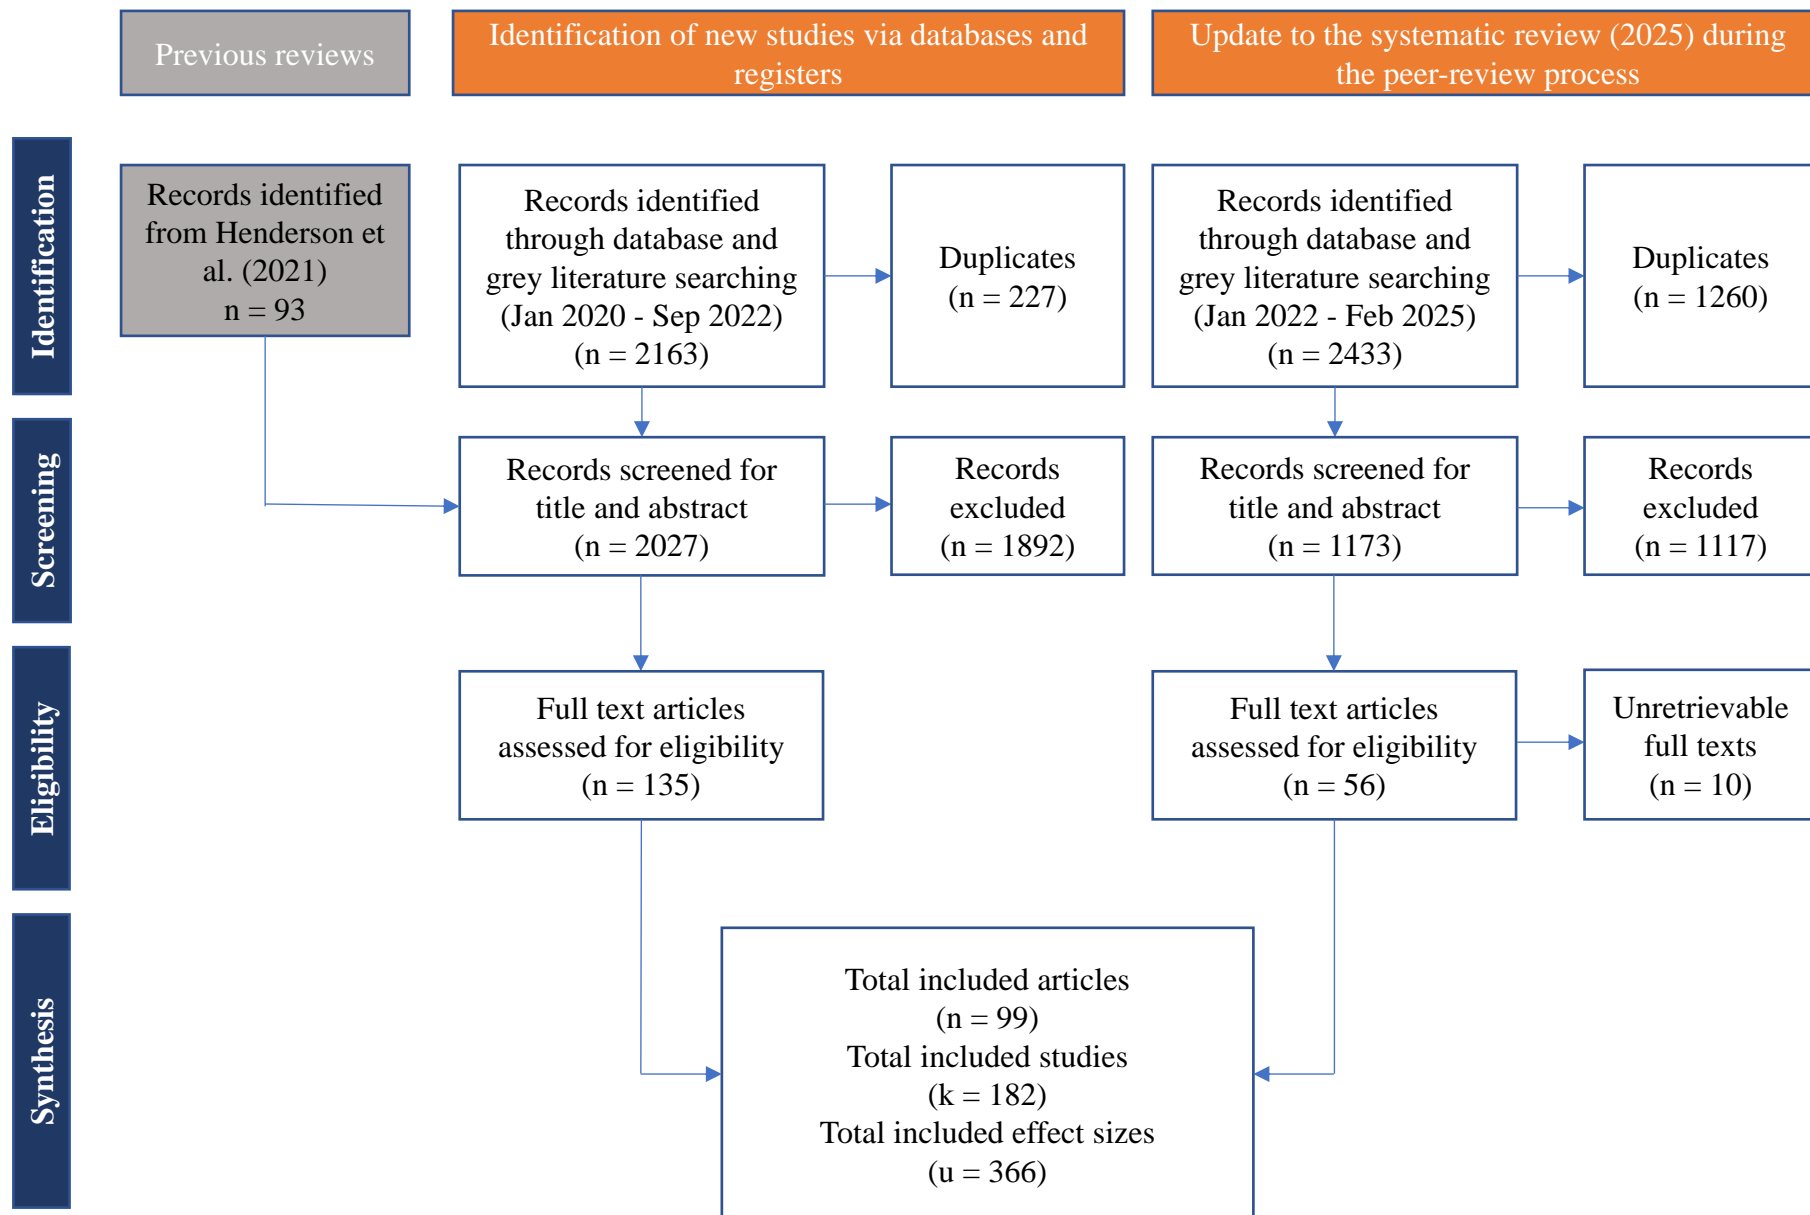 Previous reviews
Identification of new studies via databases and
registers
Update to the systematic review (2025) during
the peer-review process
Identification
Records identified
from Henderson et
al. (2021)
n = 93
Records identified
through database and
grey literature searching
(Jan 2020 - Sep 2022)
(n = 2163)
Duplicates
(n = 227)
Records identified
through database and
grey literature searching
(Jan 2022 - Feb 2025)
(n = 2433)
Duplicates
(n = 1260)
Screening
Records screened for
title and abstract
(n = 2027)
Records
excluded
(n = 1892)
Records screened for
title and abstract
(n = 1173)
Records
excluded
(n = 1117)
Eligibility
Full text articles
assessed for eligibility
(n = 135)
Full text articles
assessed for eligibility
(n = 56)
Unretrievable
full texts
(n = 10)
Synthesis
Total included articles
(n = 99)
Total included studies
(k = 182)
Total included effect sizes
(u = 366)